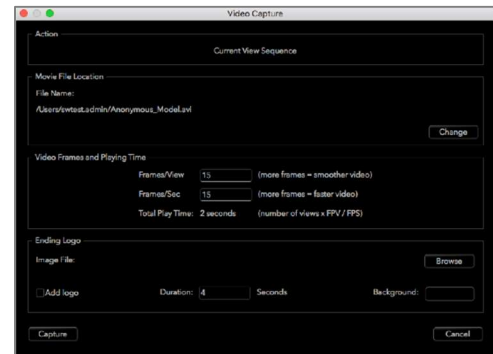 Video Capture
Action
Current View Sequence
Movie File Location
File Name:
/Users/swtest.admin/Anonymous_Model.avi
Change
Video Frames and Playing Time
Frames/View 15 (more frames = smoother video)
Frames/Sec 15 (more frames = faster video)
Total Play Time: 2 seconds (number of views x FPV / FPS)
Ending Logo
Image File:
Browse
Add logo Duration: 4 Seconds Background:
Capture Cancel